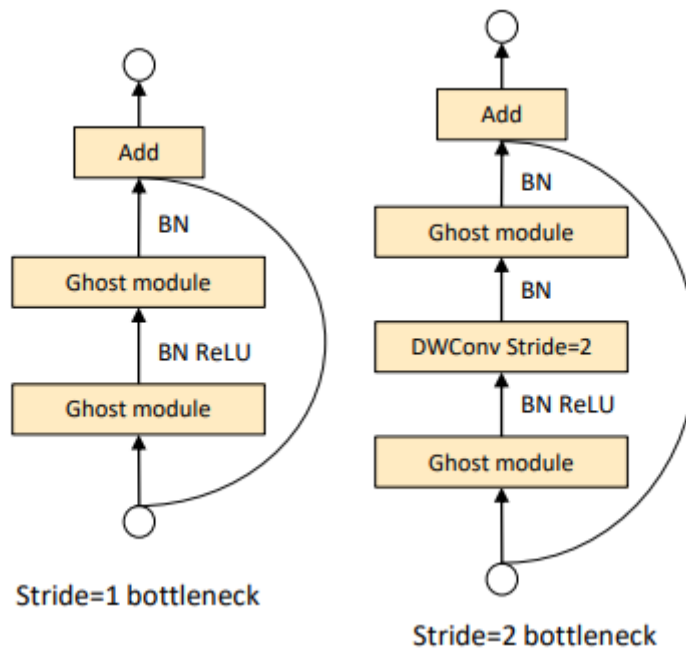 Add
BN
Ghost module
BN ReLU
Ghost module
Stride=1 bottleneck
Add
BN
Ghost module
BN
DWConv Stride=2
BN ReLU
Ghost module
Stride=2 bottleneck